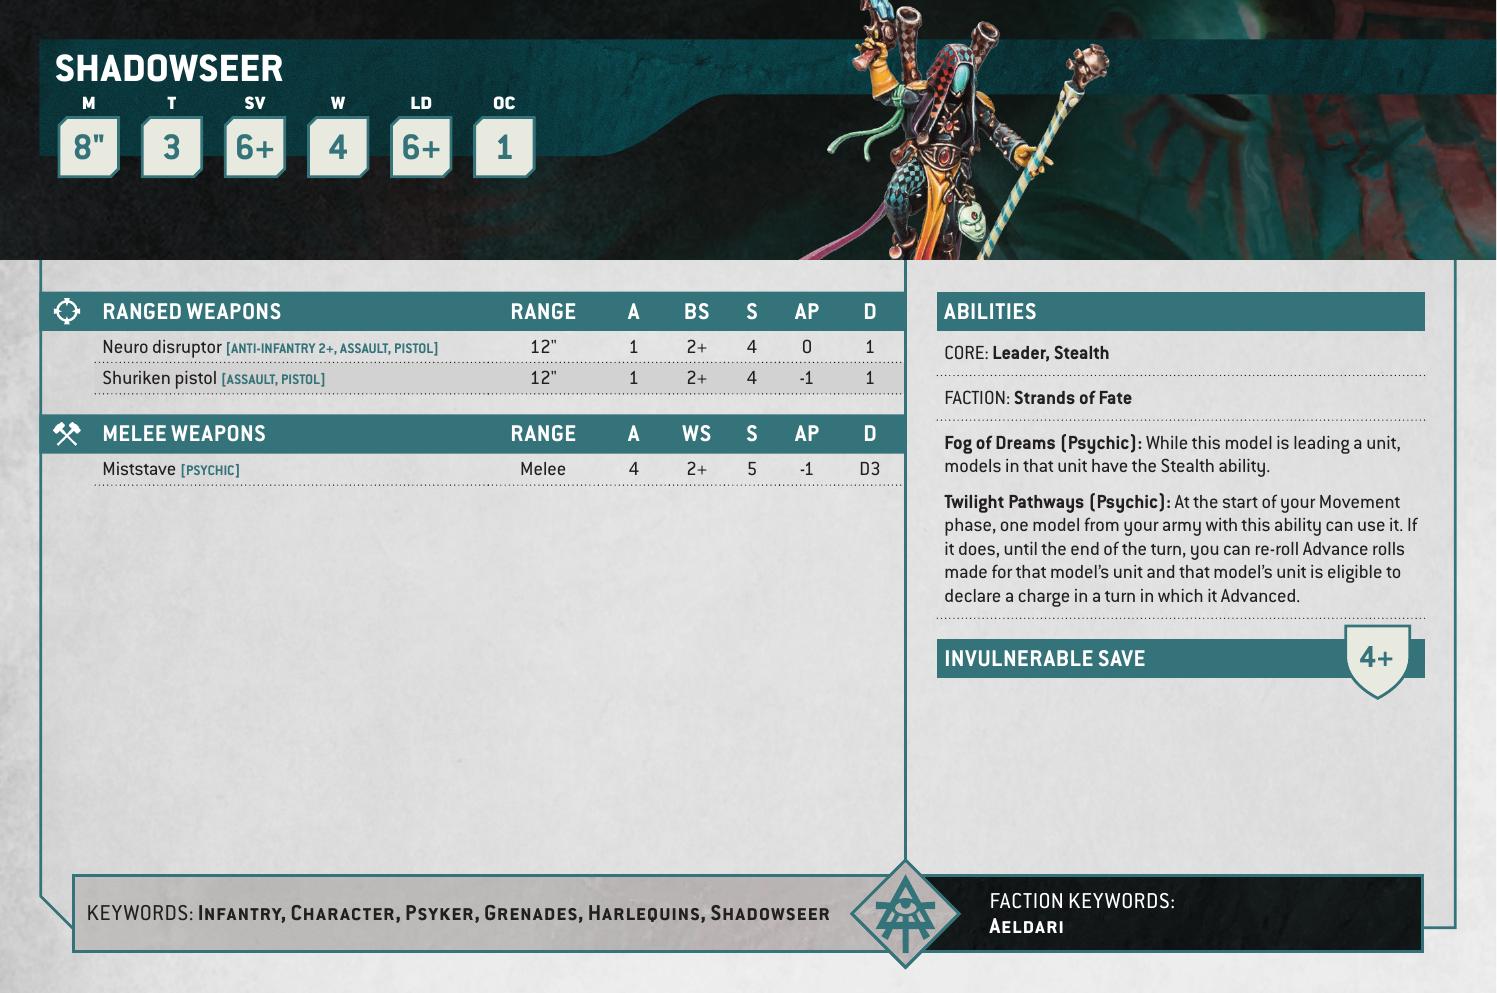 SHADOWSEER
M T SV W LD OC
8" 3 6+ 4 6+ 1
RANGED WEAPONS RANGE A BS S AP D
Neuro disruptor [ANTI-INFANTRY 2+, ASSAULT, PISTOL] 12" 1 2+ 4 0 1
Shuriken pistol [ASSAULT, PISTOL] 12" 1 2+ 4 -1 1
MELEE WEAPONS RANGE A WS S AP D
Miststave [PSYCHIC] Melee 4 2+ 5 -1 D3
ABILITIES
CORE: Leader, Stealth
FACTION: Strands of Fate
Fog of Dreams (Psychic): While this model is leading a unit,
models in that unit have the Stealth ability.
Twilight Pathways (Psychic): At the start of your Movement
phase, one model from your army with this ability can use it. If
it does, until the end of the turn, you can re-roll Advance rolls
made for that model's unit and that model's unit is eligible to
declare a charge in a turn in which it Advanced.
INVULNERABLE SAVE 4+
KEYWORDS: INFANTRY, CHARACTER, PSYKER, GRENADES, HARLEQUINS, SHADOWSEER
FACTION KEYWORDS:
AELDARI